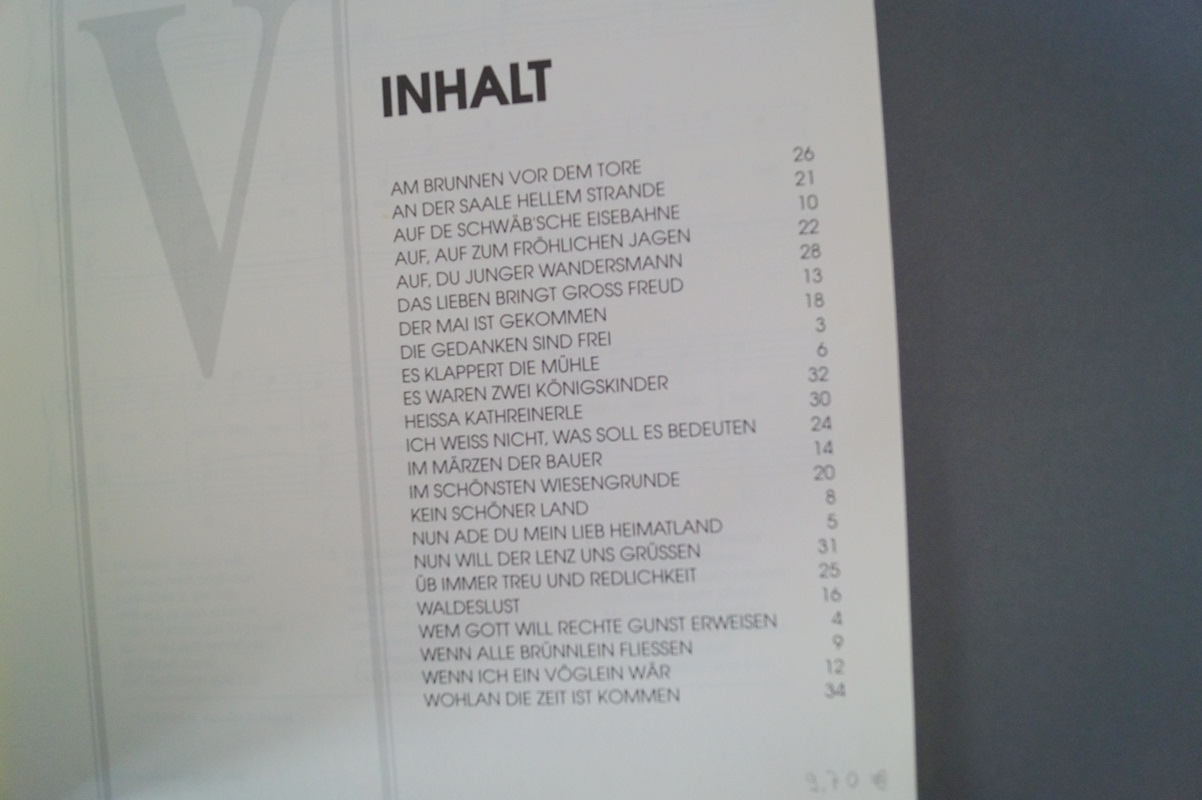 V
INHALT
AM BRUNNEN VOR DEM TORE 26
AN DER SAALE HELLEM STRANDE 21
AUF DE SCHWÄB'SCHE EISEBAHNE 10
AUF, AUF ZUM FRÖHLICHEN JAGEN 22
AUF, DU JUNGER WANDERSMANN 28
DAS LIEBEN BRINGT GROSS FREUD 13
DER MAI IST GEKOMMEN 18
DIE GEDANKEN SIND FREI 3
ES KLAPPERT DIE MÜHLE 6
ES WAREN ZWEI KÖNIGSKINDER 32
HEISSA KATHREINERLE 30
ICH WEISS NICHT, WAS SOLL ES BEDEUTEN 24
IM MÄRZEN DER BAUER 14
IM SCHÖNSTEN WIESENGRUNDE 20
KEIN SCHÖNER LAND 8
NUN ADE DU MEIN LIEB HEIMATLAND 5
NUN WILL DER LENZ UNS GRÜSSEN 31
ÜB IMMER TREU UND REDLICHKEIT 25
WALDESLUST 16
WEM GOTT WILL RECHTE GUNST ERWEISEN 4
WENN ALLE BRÜNNLEIN FLIESSEN 9
WENN ICH EIN VÖGLEIN WÄR 12
WOHLAN DIE ZEIT IST KOMMEN 34
9,70 €